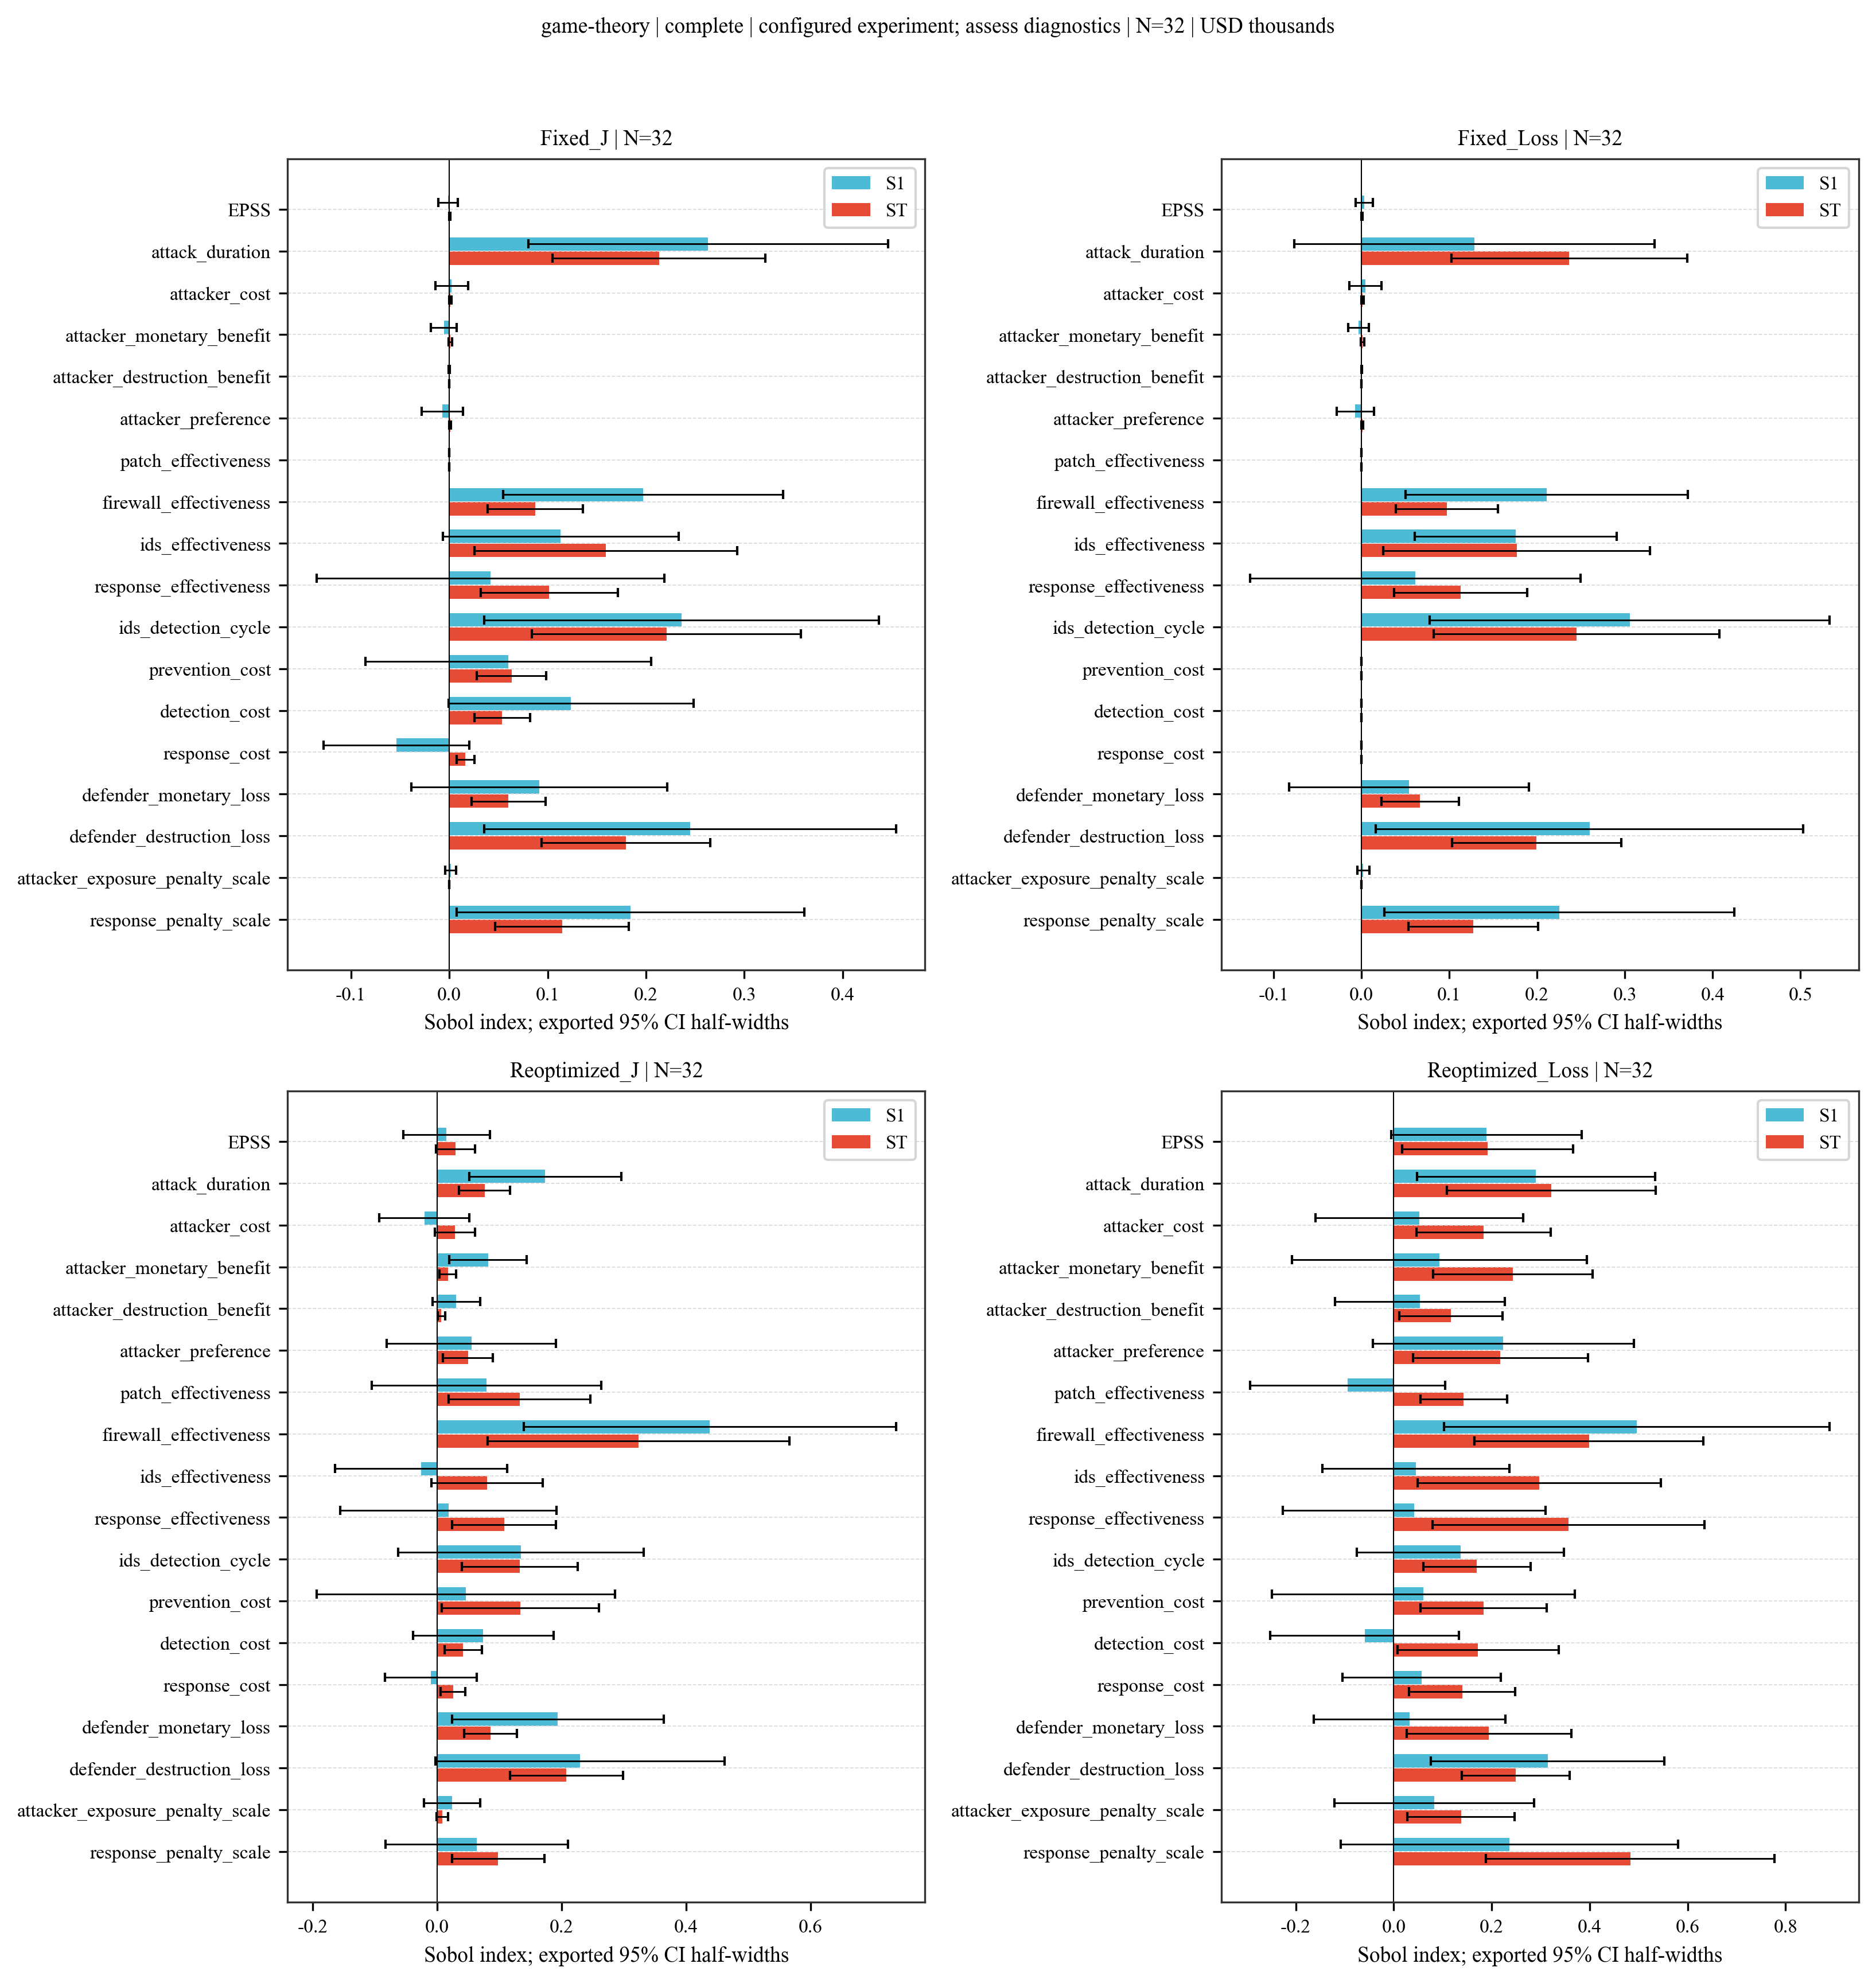 game-theory | complete | configured experiment; assess diagnostics | N=32 | USD thousands
Fixed_J | N=32
S1
ST
EPSS
attack_duration
attacker_cost
attacker_monetary_benefit
attacker_destruction_benefit
attacker_preference
patch_effectiveness
firewall_effectiveness
ids_effectiveness
response_effectiveness
ids_detection_cycle
prevention_cost
detection_cost
response_cost
defender_monetary_loss
defender_destruction_loss
attacker_exposure_penalty_scale
response_penalty_scale
-0.1 0.0 0.1 0.2 0.3 0.4
Sobol index; exported 95% CI half-widths
Fixed_Loss | N=32
S1
ST
EPSS
attack_duration
attacker_cost
attacker_monetary_benefit
attacker_destruction_benefit
attacker_preference
patch_effectiveness
firewall_effectiveness
ids_effectiveness
response_effectiveness
ids_detection_cycle
prevention_cost
detection_cost
response_cost
defender_monetary_loss
defender_destruction_loss
attacker_exposure_penalty_scale
response_penalty_scale
-0.1 0.0 0.1 0.2 0.3 0.4 0.5
Sobol index; exported 95% CI half-widths
Reoptimized_J | N=32
S1
ST
EPSS
attack_duration
attacker_cost
attacker_monetary_benefit
attacker_destruction_benefit
attacker_preference
patch_effectiveness
firewall_effectiveness
ids_effectiveness
response_effectiveness
ids_detection_cycle
prevention_cost
detection_cost
response_cost
defender_monetary_loss
defender_destruction_loss
attacker_exposure_penalty_scale
response_penalty_scale
-0.2 0.0 0.2 0.4 0.6
Sobol index; exported 95% CI half-widths
Reoptimized_Loss | N=32
S1
ST
EPSS
attack_duration
attacker_cost
attacker_monetary_benefit
attacker_destruction_benefit
attacker_preference
patch_effectiveness
firewall_effectiveness
ids_effectiveness
response_effectiveness
ids_detection_cycle
prevention_cost
detection_cost
response_cost
defender_monetary_loss
defender_destruction_loss
attacker_exposure_penalty_scale
response_penalty_scale
-0.2 0.0 0.2 0.4 0.6 0.8
Sobol index; exported 95% CI half-widths